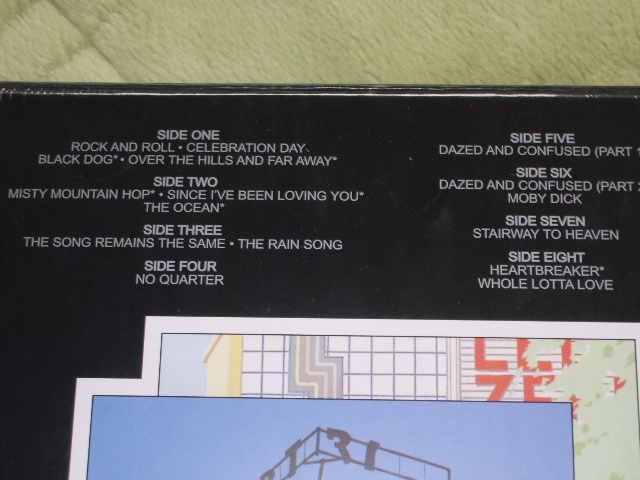 SIDE ONE
ROCK AND ROLL • CELEBRATION DAY
BLACK DOG* • OVER THE HILLS AND FAR AWAY*
SIDE TWO
MISTY MOUNTAIN HOP* • SINCE I'VE BEEN LOVING YOU*
THE OCEAN*
SIDE THREE
THE SONG REMAINS THE SAME • THE RAIN SONG
SIDE FOUR
NO QUARTER
SIDE FIVE
DAZED AND CONFUSED (PART 1
SIDE SIX
DAZED AND CONFUSED (PART 2
MOBY DICK
SIDE SEVEN
STAIRWAY TO HEAVEN
SIDE EIGHT
HEARTBREAKER*
WHOLE LOTTA LOVE